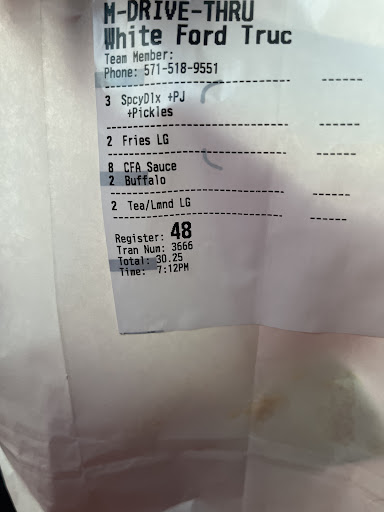 M-DRIVE-THRU
White Ford Truc
Team Member:
Phone: 571-518-9551
3 SpcyDlx +PJ
+Pickles
2 Fries LG
8 CFA Sauce
2 Buffalo
2 Tea/Lmnd LG
Register: 48
Tran Num: 3666
Total: 30.25
Time: 7:12PM